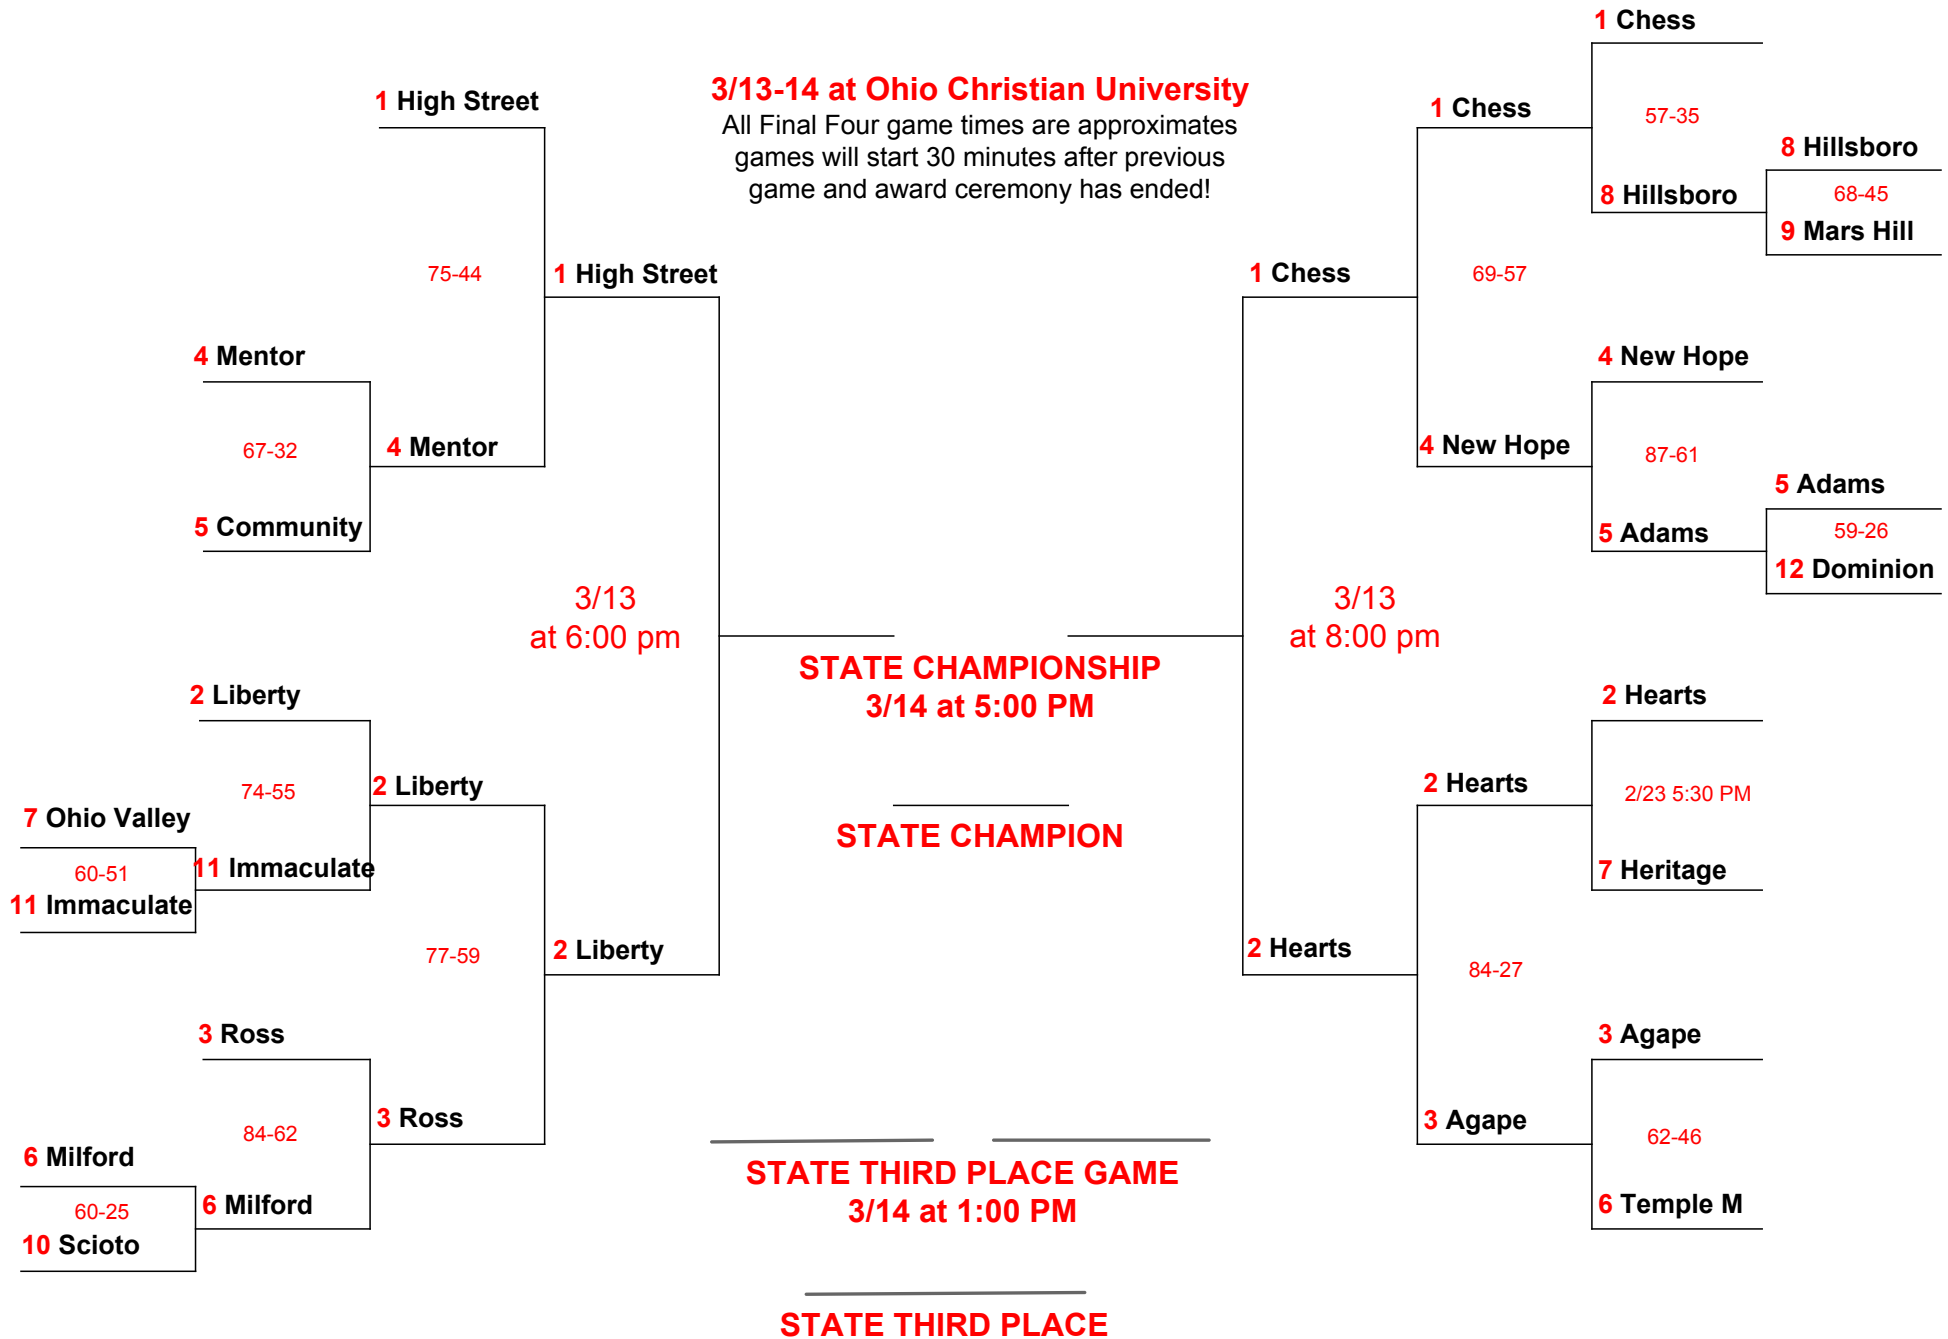 3/13-14 at Ohio Christian University
All Final Four game times are approximates
games will start 30 minutes after previous
game and award ceremony has ended!
1 High Street
75-44
1 High Street
4 Mentor
67-32
4 Mentor
5 Community
3/13
at 6:00 pm
2 Liberty
74-55
2 Liberty
7 Ohio Valley
60-51
11 Immaculate
11 Immaculate
77-59
2 Liberty
3 Ross
84-62
3 Ross
6 Milford
60-25
6 Milford
10 Scioto
STATE CHAMPIONSHIP
3/14 at 5:00 PM
STATE CHAMPION
STATE THIRD PLACE GAME
3/14 at 1:00 PM
STATE THIRD PLACE
1 Chess
1 Chess
57-35
8 Hillsboro
8 Hillsboro
68-45
9 Mars Hill
1 Chess
69-57
4 New Hope
4 New Hope
87-61
5 Adams
5 Adams
59-26
12 Dominion
3/13
at 8:00 pm
2 Hearts
2 Hearts
2/23 5:30 PM
7 Heritage
2 Hearts
84-27
3 Agape
3 Agape
62-46
6 Temple M